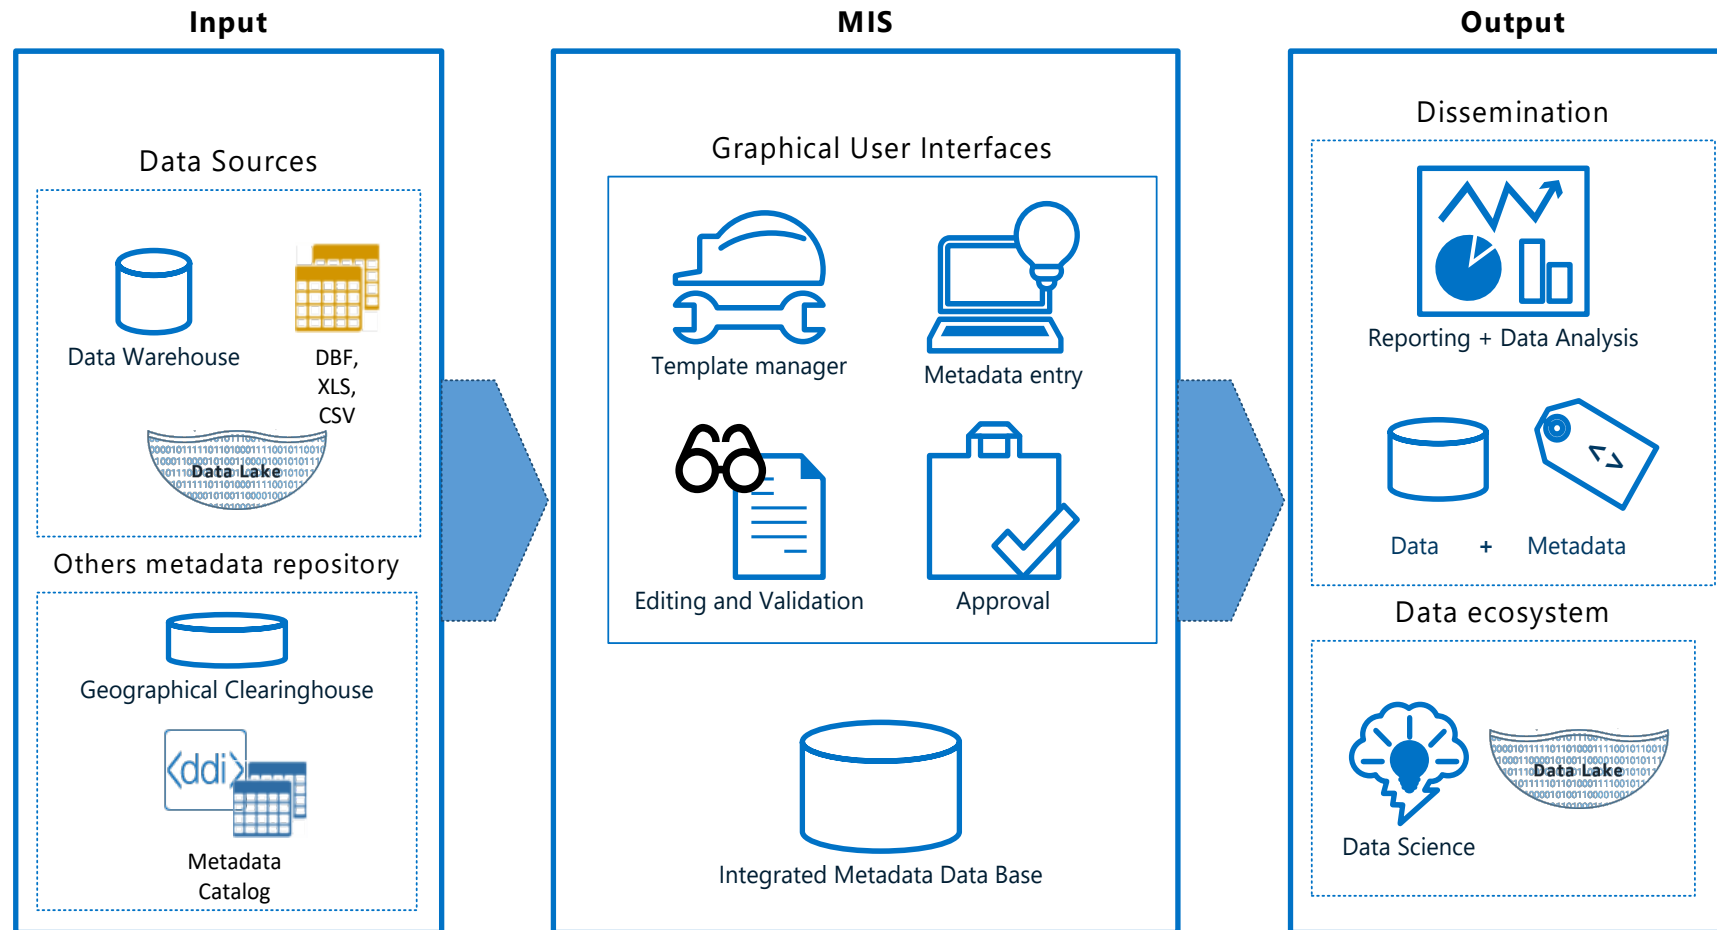 Input
MIS
Output
Data Sources
Data Warehouse
DBF,
XLS,
CSV
Data Lake
Others metadata repository
Geographical Clearinghouse
<ddi>
Metadata
Catalog
Graphical User Interfaces
Template manager
Metadata entry
Editing and Validation
Approval
Integrated Metadata Data Base
Dissemination
Reporting + Data Analysis
< >
Data + Metadata
Data ecosystem
Data Science
Data Lake